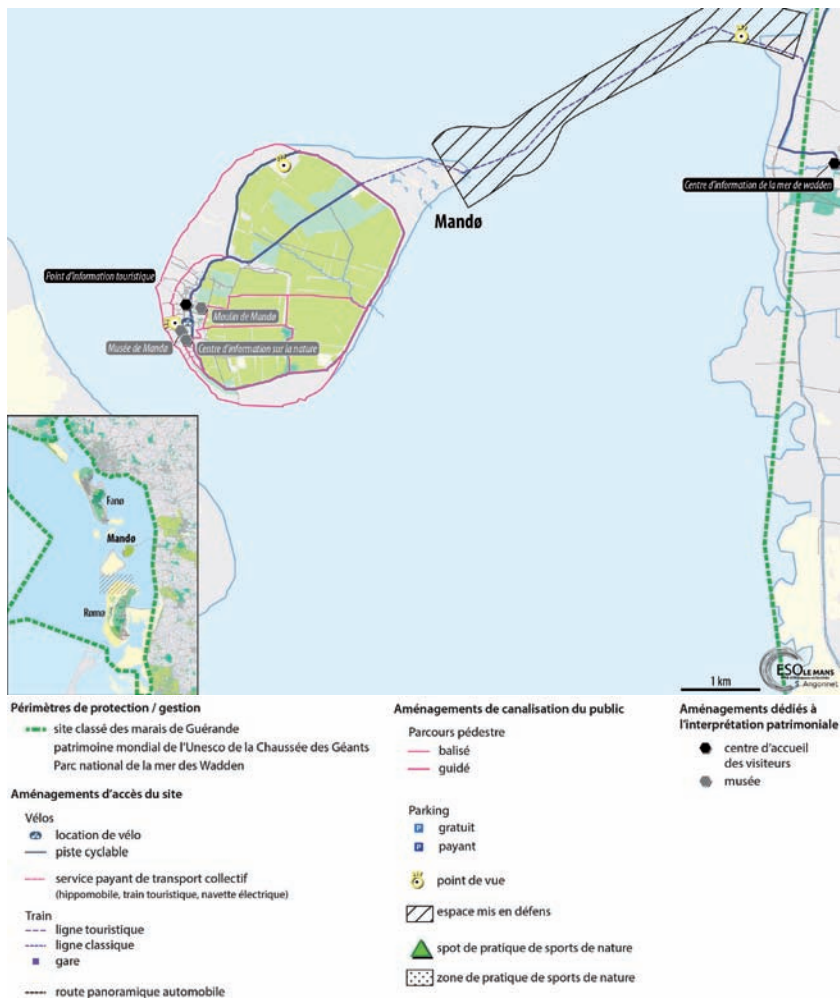 Centre d'information de la mer de wadden
Mandø
Point d'information touristique
Moulin de Mandø
Musée de Mandø
Centre d'information sur la nature
Fanø
Mandø
Rømø
1 km
ESO LE MANS
S. Angonnet
Périmètres de protection / gestion
site classé des marais de Guérande
patrimoine mondial de l'Unesco de la Chaussée des Géants
Parc national de la mer des Wadden
Aménagements d'accès du site
Vélos
location de vélo
piste cyclable
service payant de transport collectif
(hippomobile, train touristique, navette électrique)
Train
ligne touristique
ligne classique
gare
route panoramique automobile
Aménagements de canalisation du public
Parcours pédestre
balisé
guidé
Parking
P gratuit
P payant
point de vue
espace mis en défens
spot de pratique de sports de nature
zone de pratique de sports de nature
Aménagements dédiés à
l'interprétation patrimoniale
centre d'accueil
des visiteurs
musée